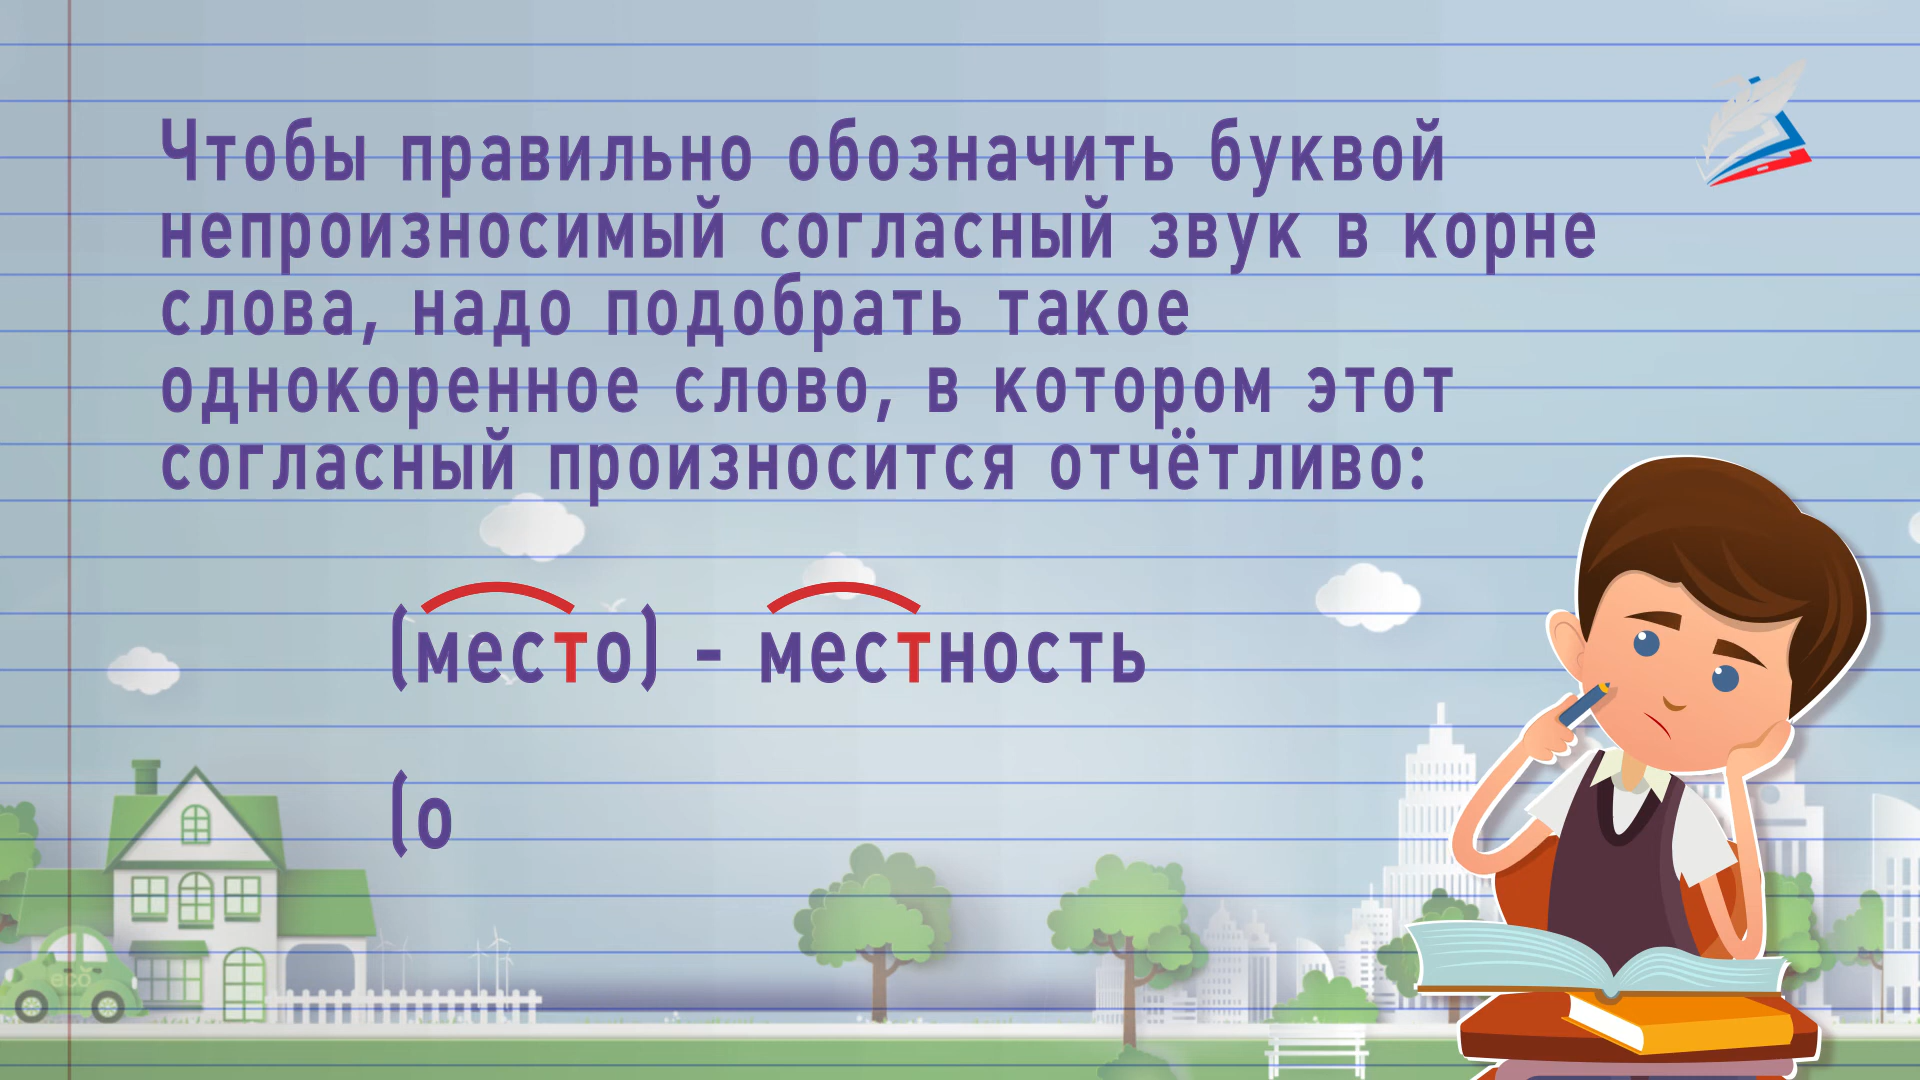 Чтобы правильно обозначить буквой
непроизносимый согласный звук в корне
слова, надо подобрать такое
однокоренное слово, в котором этот
согласный произносится отчётливо:
(место) - местность
(о
eco